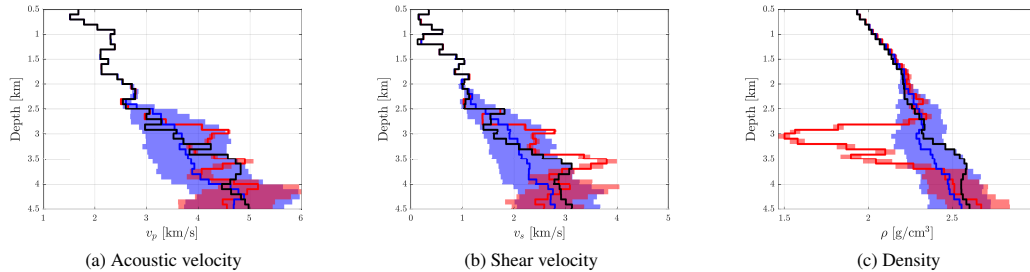 0.5
1
1.5
2
2.5
3
3.5
4
4.5
Depth [km]
1 2 3 4 5 6
v_p [km/s]
(a) Acoustic velocity
0.5
1
1.5
2
2.5
3
3.5
4
4.5
Depth [km]
0 1 2 3 4 5
v_s [km/s]
(b) Shear velocity
0.5
1
1.5
2
2.5
3
3.5
4
4.5
Depth [km]
1.5 2 2.5
ρ [g/cm³]
(c) Density